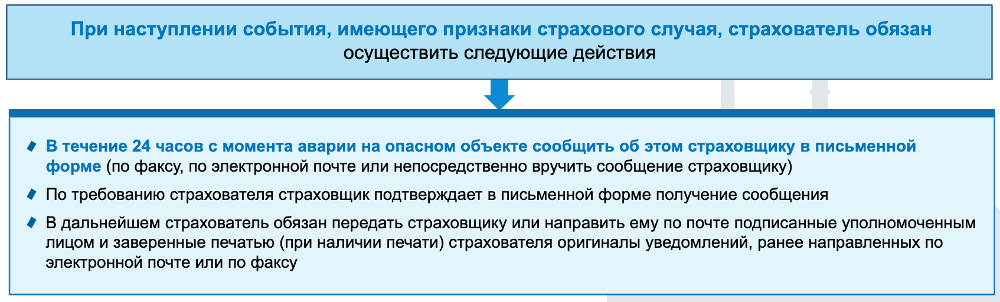 При наступлении события, имеющего признаки страхового случая, страхователь обязан
осуществить следующие действия
В течение 24 часов с момента аварии на опасном объекте сообщить об этом страховщику в письменной
форме (по факсу, по электронной почте или непосредственно вручить сообщение страховщику)
По требованию страхователя страховщик подтверждает в письменной форме получение сообщения
В дальнейшем страхователь обязан передать страховщику или направить ему по почте подписанные уполномоченным
лицом и заверенные печатью (при наличии печати) страхователя оригиналы уведомлений, ранее направленных по
электронной почте или по факсу